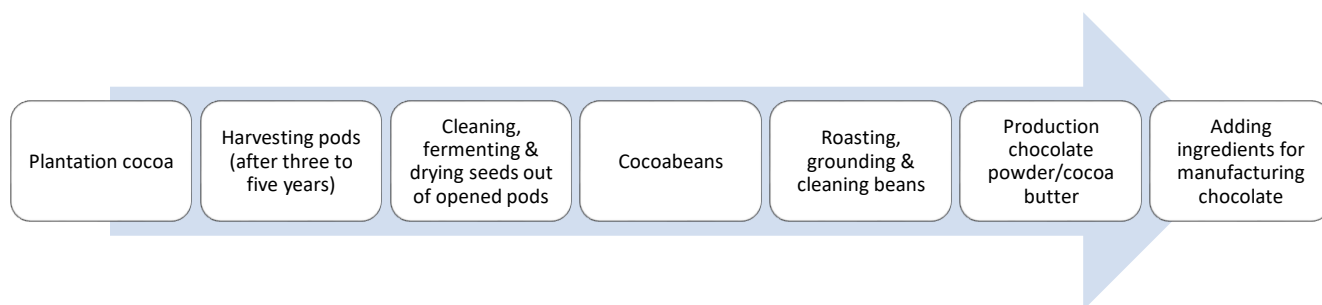 Plantation cocoa
Harvesting pods
(after three to
five years)
Cleaning,
fermenting &
drying seeds out
of opened pods
Cocoabeans
Roasting,
grounding &
cleaning beans
Production
chocolate
powder/cocoa
butter
Adding
ingredients for
manufacturing
chocolate